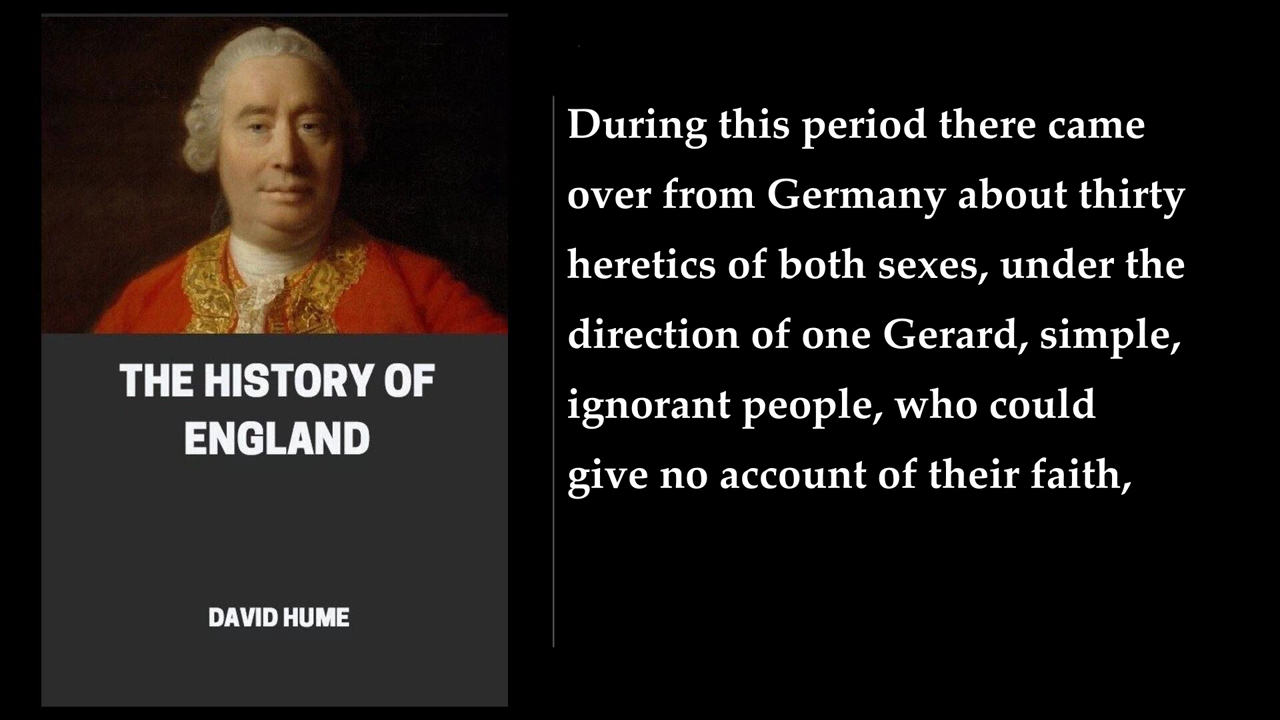 THE HISTORY OF
ENGLAND
DAVID HUME
During this period there came
over from Germany about thirty
heretics of both sexes, under the
direction of one Gerard, simple,
ignorant people, who could
give no account of their faith,